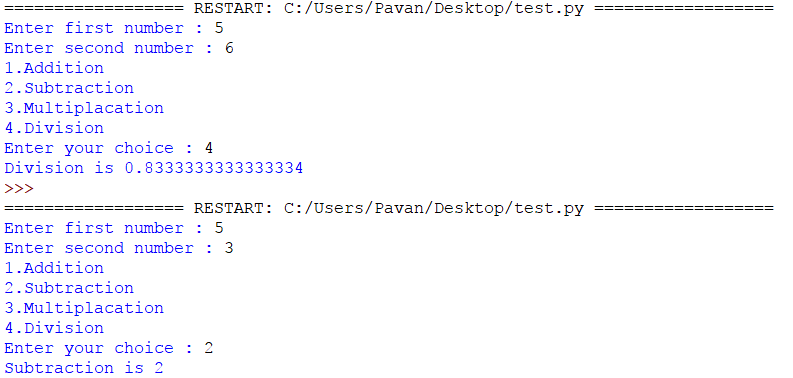 ================== RESTART: C:/Users/Pavan/Desktop/test.py ==================
Enter first number : 5
Enter second number : 6
1.Addition
2.Subtraction
3.Multiplacation
4.Division
Enter your choice : 4
Division is 0.8333333333333334
>>>
================== RESTART: C:/Users/Pavan/Desktop/test.py ==================
Enter first number : 5
Enter second number : 3
1.Addition
2.Subtraction
3.Multiplacation
4.Division
Enter your choice : 2
Subtraction is 2